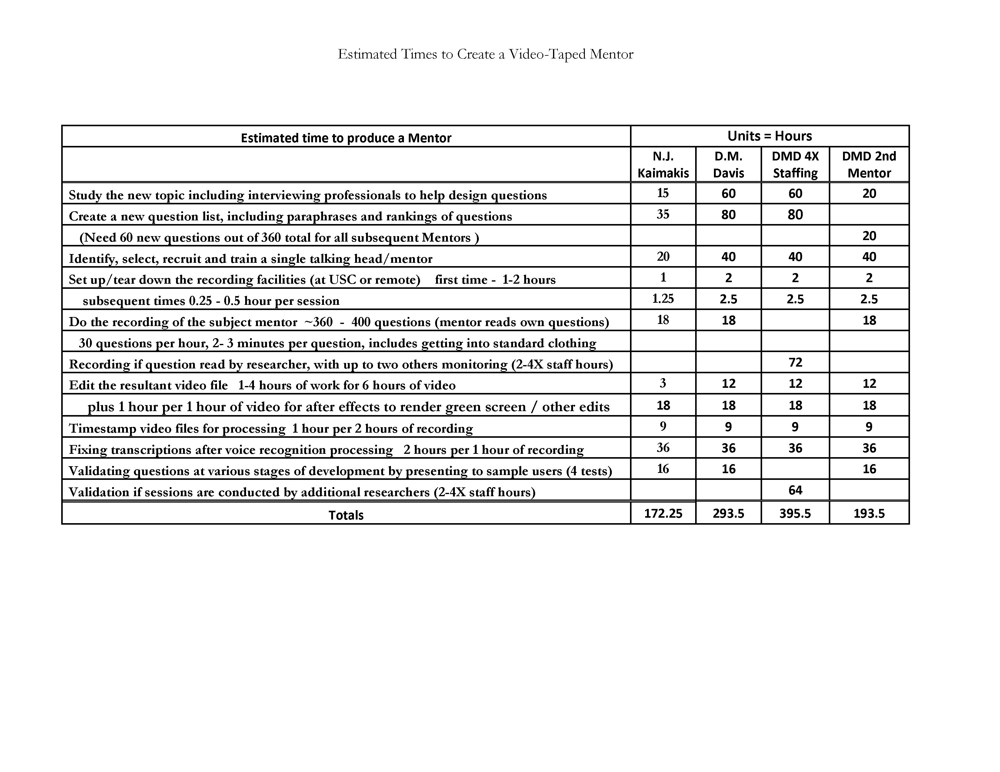 Estimated Times to Create a Video-Taped Mentor
Estimated time to produce a Mentor Units = Hours
N.J. Kaimakis D.M. Davis DMD 4X Staffing DMD 2nd Mentor
Study the new topic including interviewing professionals to help design questions 15 60 60 20
Create a new question list, including paraphrases and rankings of questions 35 80 80
(Need 60 new questions out of 360 total for all subsequent Mentors ) 20
Identify, select, recruit and train a single talking head/mentor 20 40 40 40
Set up/tear down the recording facilities (at USC or remote) first time - 1-2 hours 1 2 2 2
subsequent times 0.25 - 0.5 hour per session 1.25 2.5 2.5 2.5
Do the recording of the subject mentor ~360 - 400 questions (mentor reads own questions) 18 18 18
30 questions per hour, 2- 3 minutes per question, includes getting into standard clothing
Recording if question read by researcher, with up to two others monitoring (2-4X staff hours) 72
Edit the resultant video file 1-4 hours of work for 6 hours of video 3 12 12 12
plus 1 hour per 1 hour of video for after effects to render green screen / other edits 18 18 18 18
Timestamp video files for processing 1 hour per 2 hours of recording 9 9 9 9
Fixing transcriptions after voice recognition processing 2 hours per 1 hour of recording 36 36 36 36
Validating questions at various stages of development by presenting to sample users (4 tests) 16 16 16
Validation if sessions are conducted by additional researchers (2-4X staff hours) 64
Totals 172.25 293.5 395.5 193.5